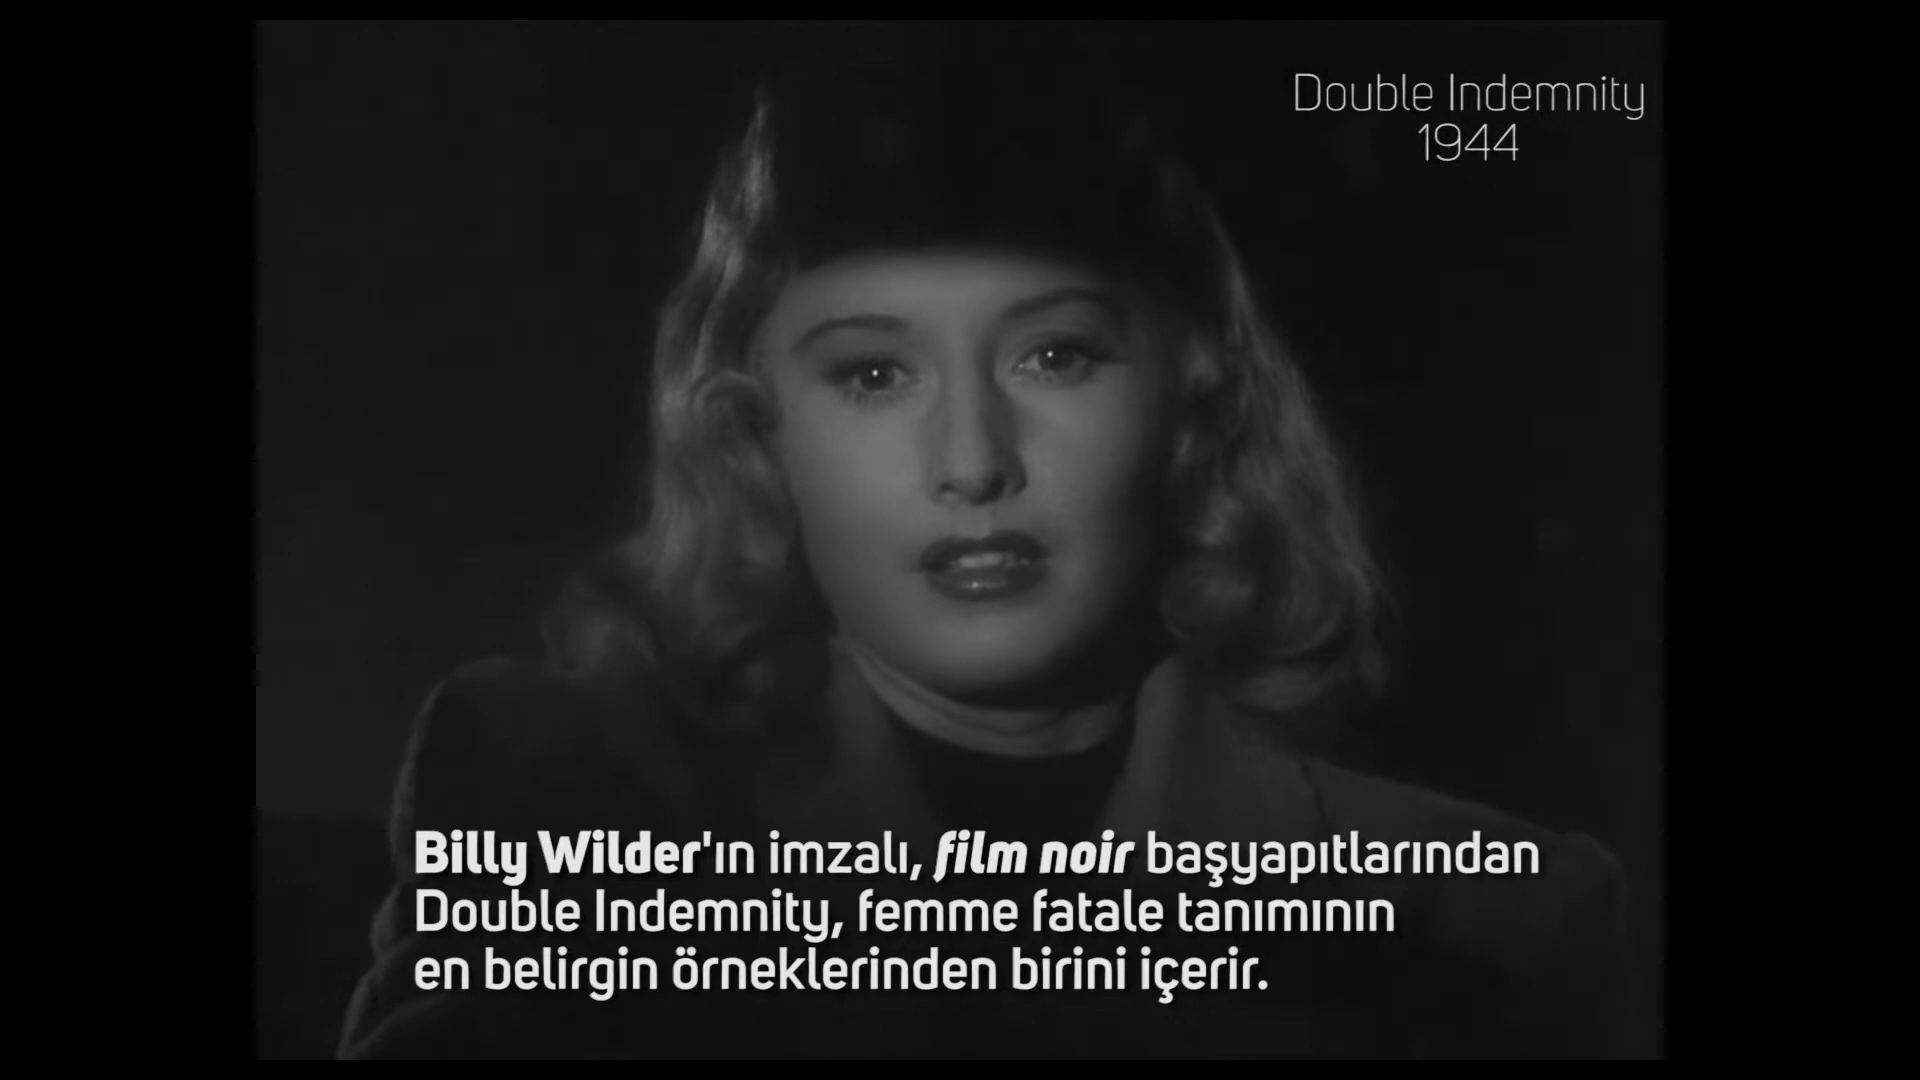 Double Indemnity
1944
Billy Wilder'ın imzalı, film noir başyapıtlarından
Double Indemnity, femme fatale tanımının
en belirgin örneklerinden birini içerir.